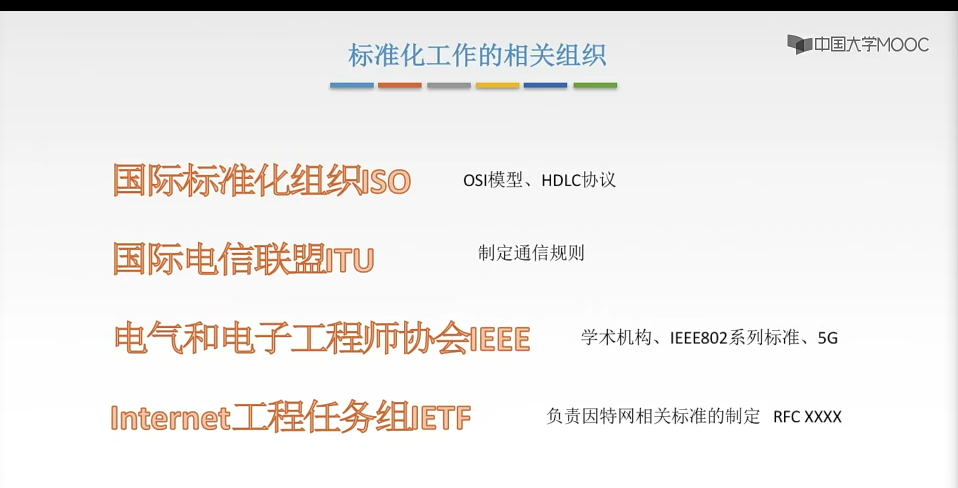 标准化工作的相关组织
中国大学MOOC
国际标准化组织ISO OSI模型、HDLC协议
国际电信联盟ITU 制定通信规则
电气和电子工程师协会IEEE 学术机构、IEEE802系列标准、5G
Internet工程任务组IETF 负责因特网相关标准的制定 RFC XXXX